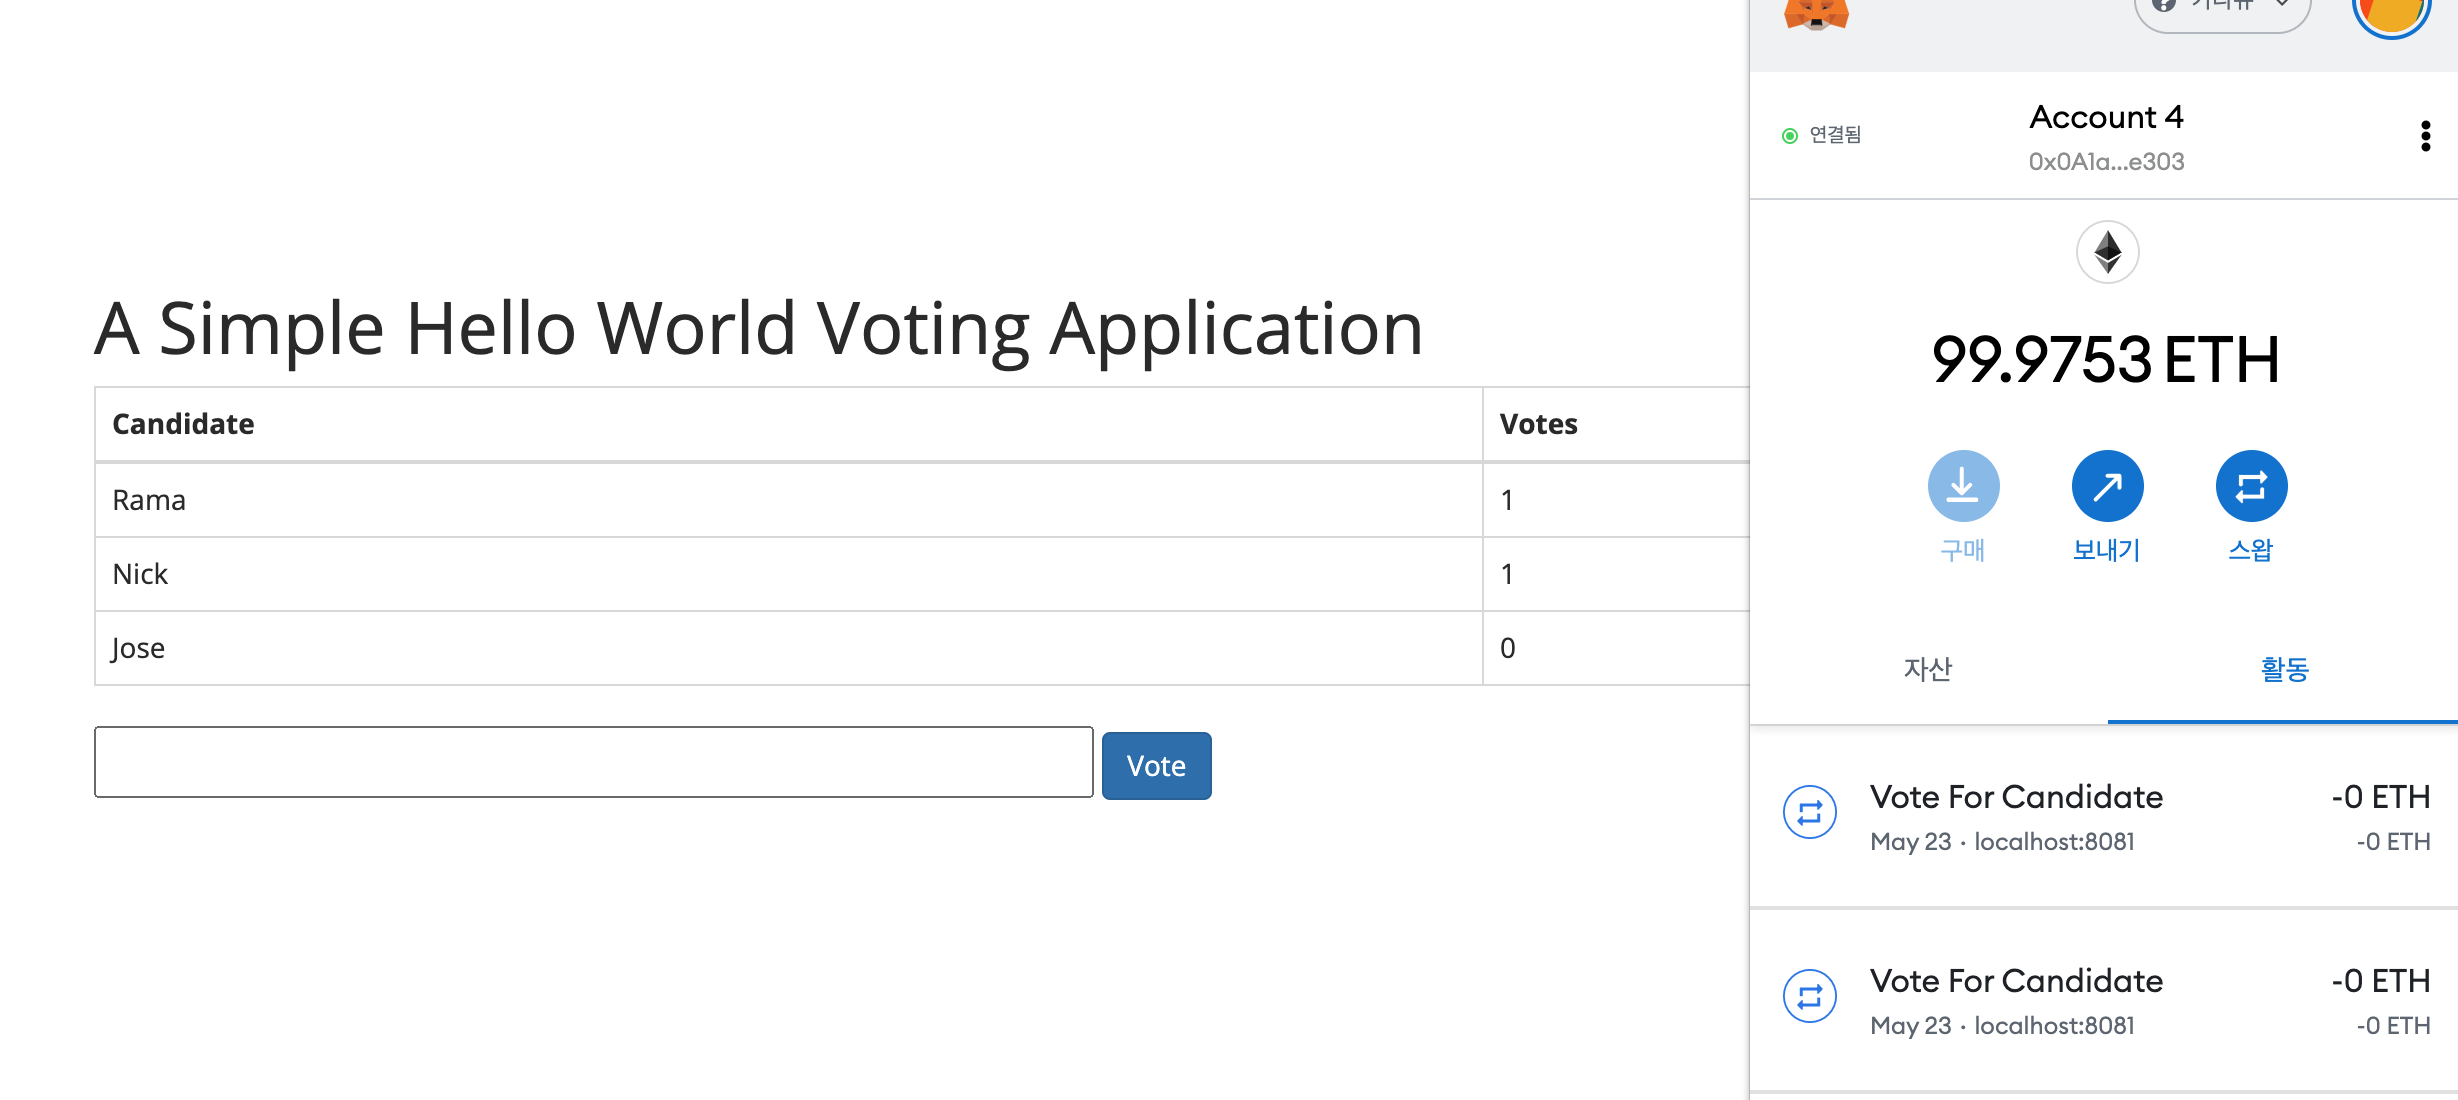 A Simple Hello World Voting Application
Candidate Votes
Rama 1
Nick 1
Jose 0
Vote
연결됨
Account 4
0x0A1a...e303
99.9753 ETH
구매 보내기 스왑
자산 활동
Vote For Candidate -0 ETH
May 23 · localhost:8081 -0 ETH
Vote For Candidate -0 ETH
May 23 · localhost:8081 -0 ETH